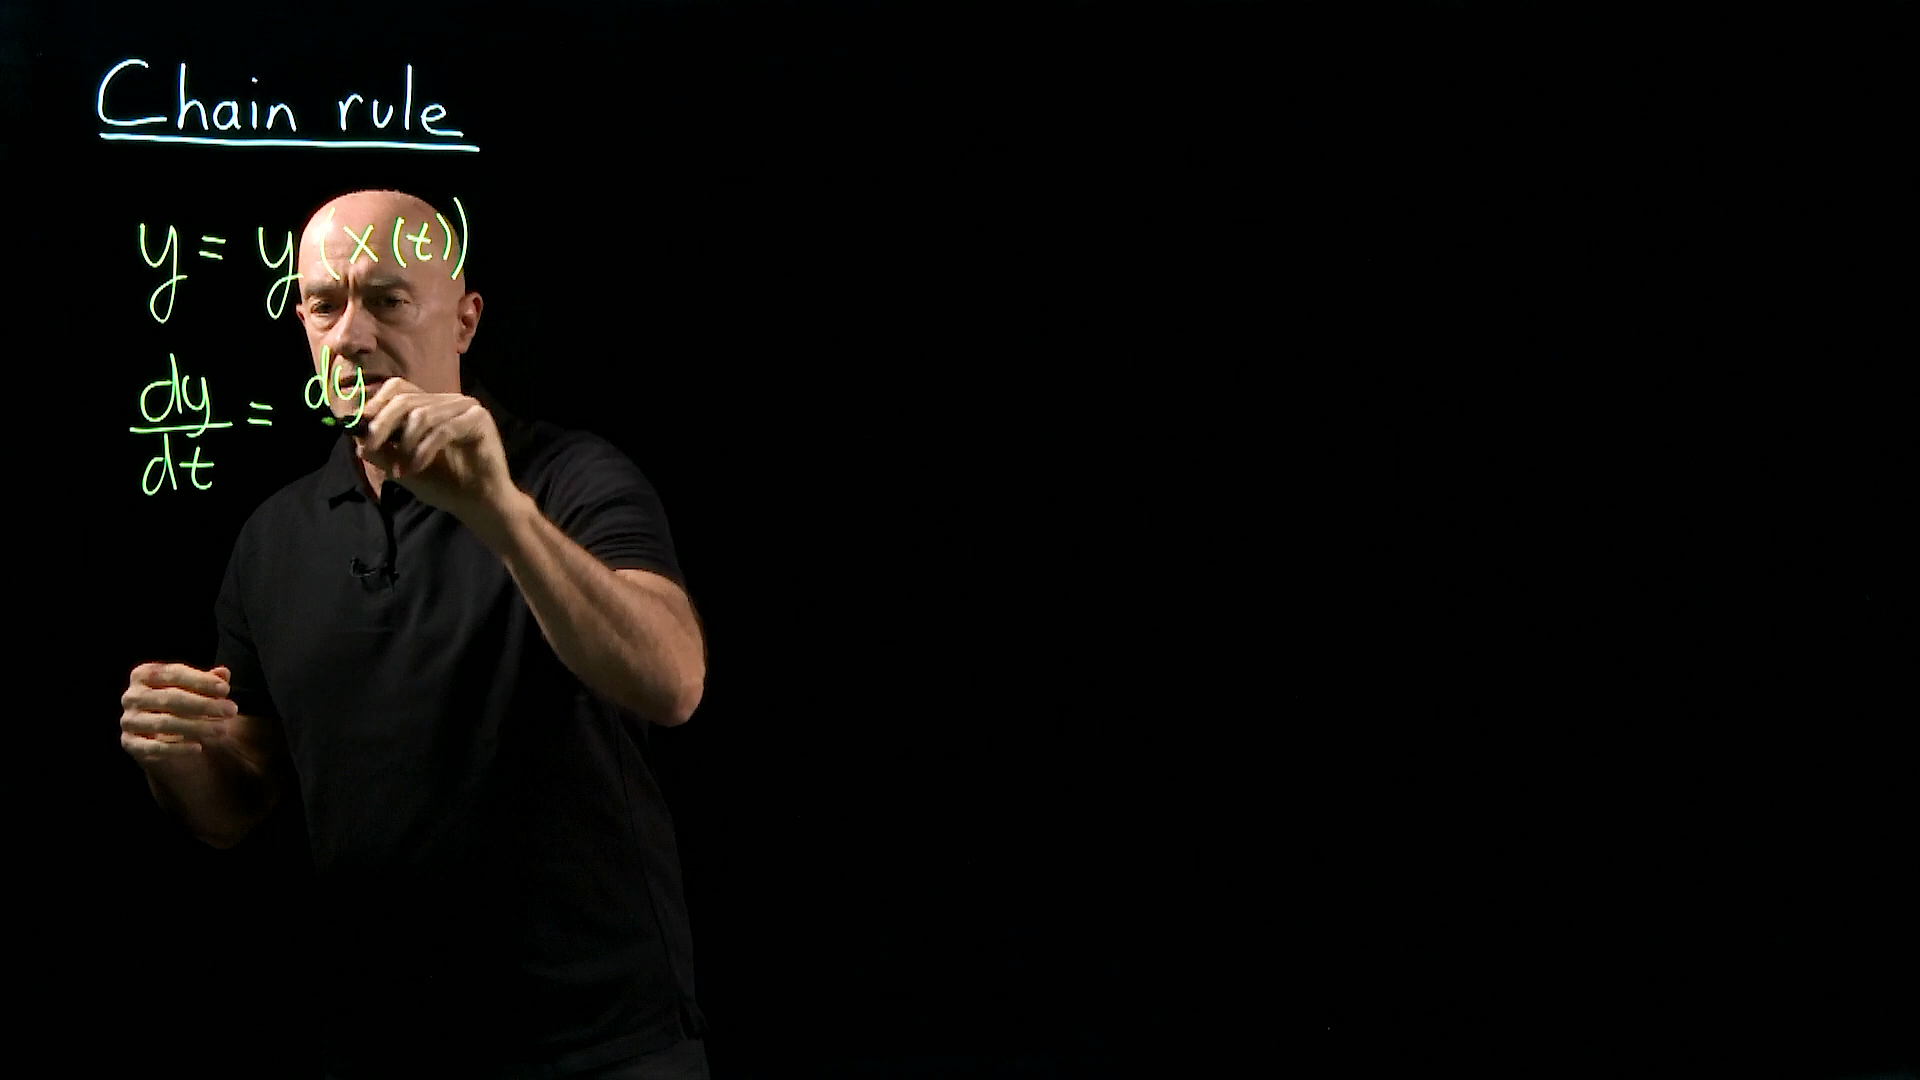 Chain rule
y = y(x(t))
dy/dt = dy